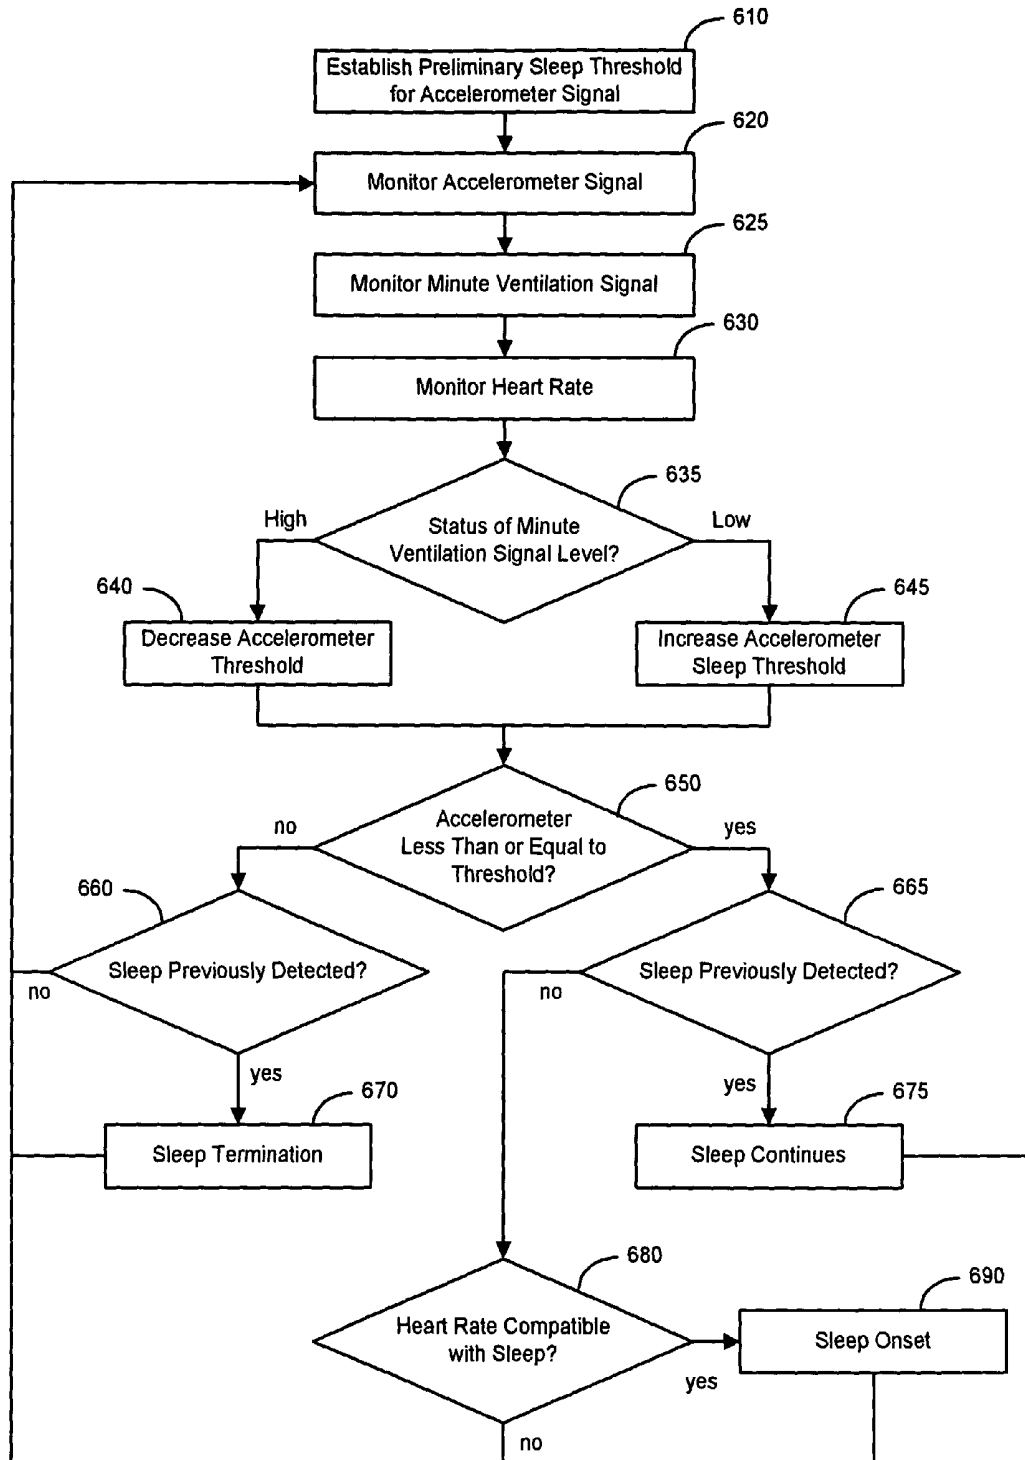 610
Establish Preliminary Sleep Threshold
for Accelerometer Signal
620
Monitor Accelerometer Signal
625
Monitor Minute Ventilation Signal
630
Monitor Heart Rate
635
High
Status of Minute
Ventilation Signal Level?
Low
640
Decrease Accelerometer
Threshold
645
Increase Accelerometer
Sleep Threshold
650
no
Accelerometer
Less Than or Equal to
Threshold?
yes
660
Sleep Previously Detected?
no
yes
665
Sleep Previously Detected?
no
yes
670
Sleep Termination
675
Sleep Continues
680
Heart Rate Compatible
with Sleep?
yes
no
690
Sleep Onset